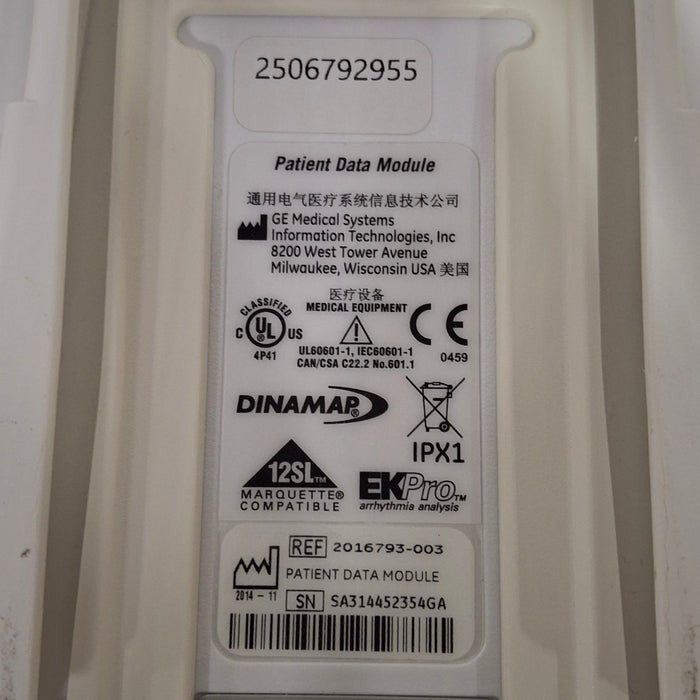 2506792955
Patient Data Module
通用电气医疗系统信息技术公司
GE Medical Systems
Information Technologies, Inc
8200 West Tower Avenue
Milwaukee, Wisconsin USA 美国
医疗设备
MEDICAL EQUIPMENT
CLASSIFIED
C UL US
4P41
UL60601-1, IEC60601-1
CAN/CSA C22.2 No.601.1
CE
0459
DINAMAP®
IPX1
12SL™
MARQUETTE®
COMPATIBLE
EK-Pro™
arrhythmia analysis
REF 2016793-003
PATIENT DATA MODULE
2014 - 11
SN SA314452354GA